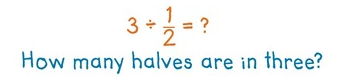 3 ÷ 1/2 = ?
How many halves are in three?